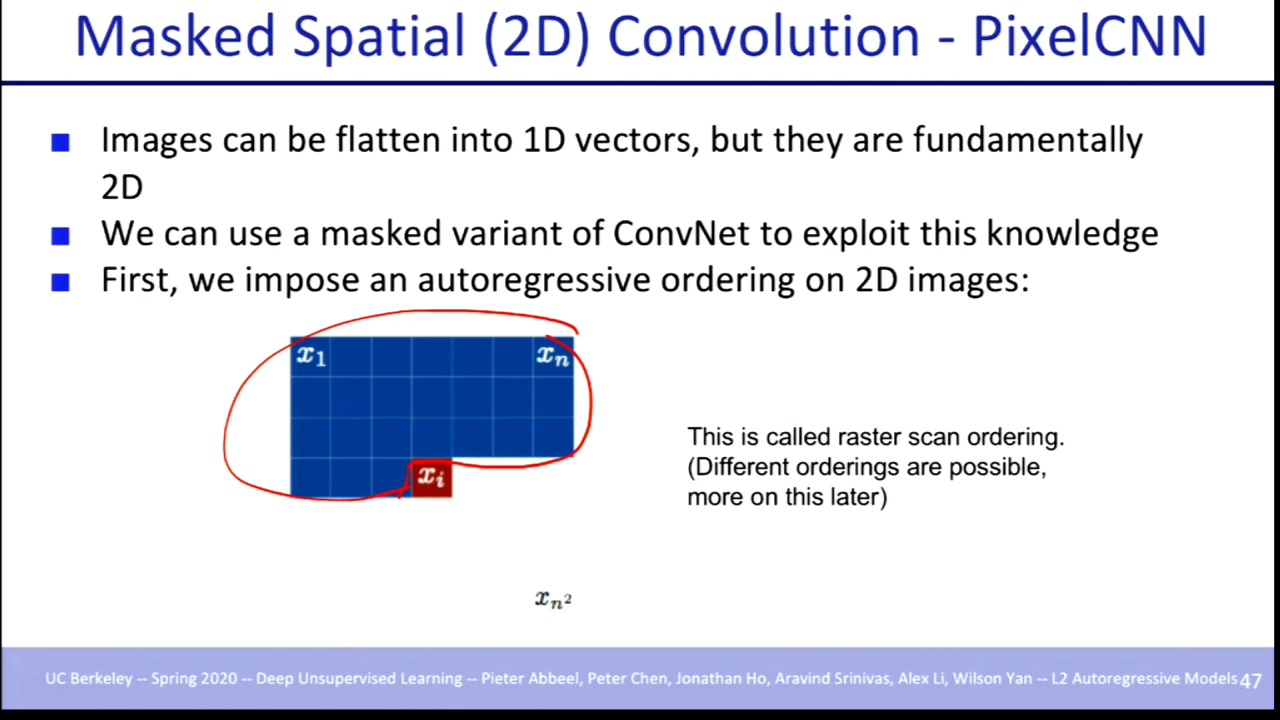 Masked Spatial (2D) Convolution - PixelCNN
Images can be flatten into 1D vectors, but they are fundamentally
2D
We can use a masked variant of ConvNet to exploit this knowledge
First, we impose an autoregressive ordering on 2D images:
x₁ xₙ
This is called raster scan ordering.
(Different orderings are possible,
xᵢ
more on this later)
xₙ²
UC Berkeley -- Spring 2020 -- Deep Unsupervised Learning -- Pieter Abbeel, Peter Chen, Jonathan Ho, Aravind Srinivas, Alex Li, Wilson Yan -- L2 Autoregressive Models 47